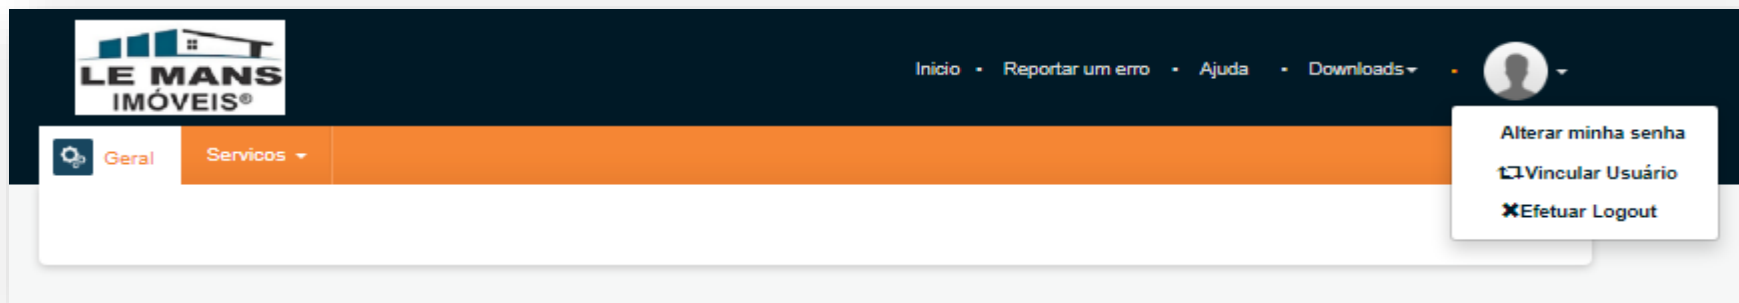 LE MANS
IMÓVEIS®
Inicio
Reportar um erro
Ajuda
Downloads
Alterar minha senha
Vincular Usuário
Efetuar Logout
Geral
Servicos